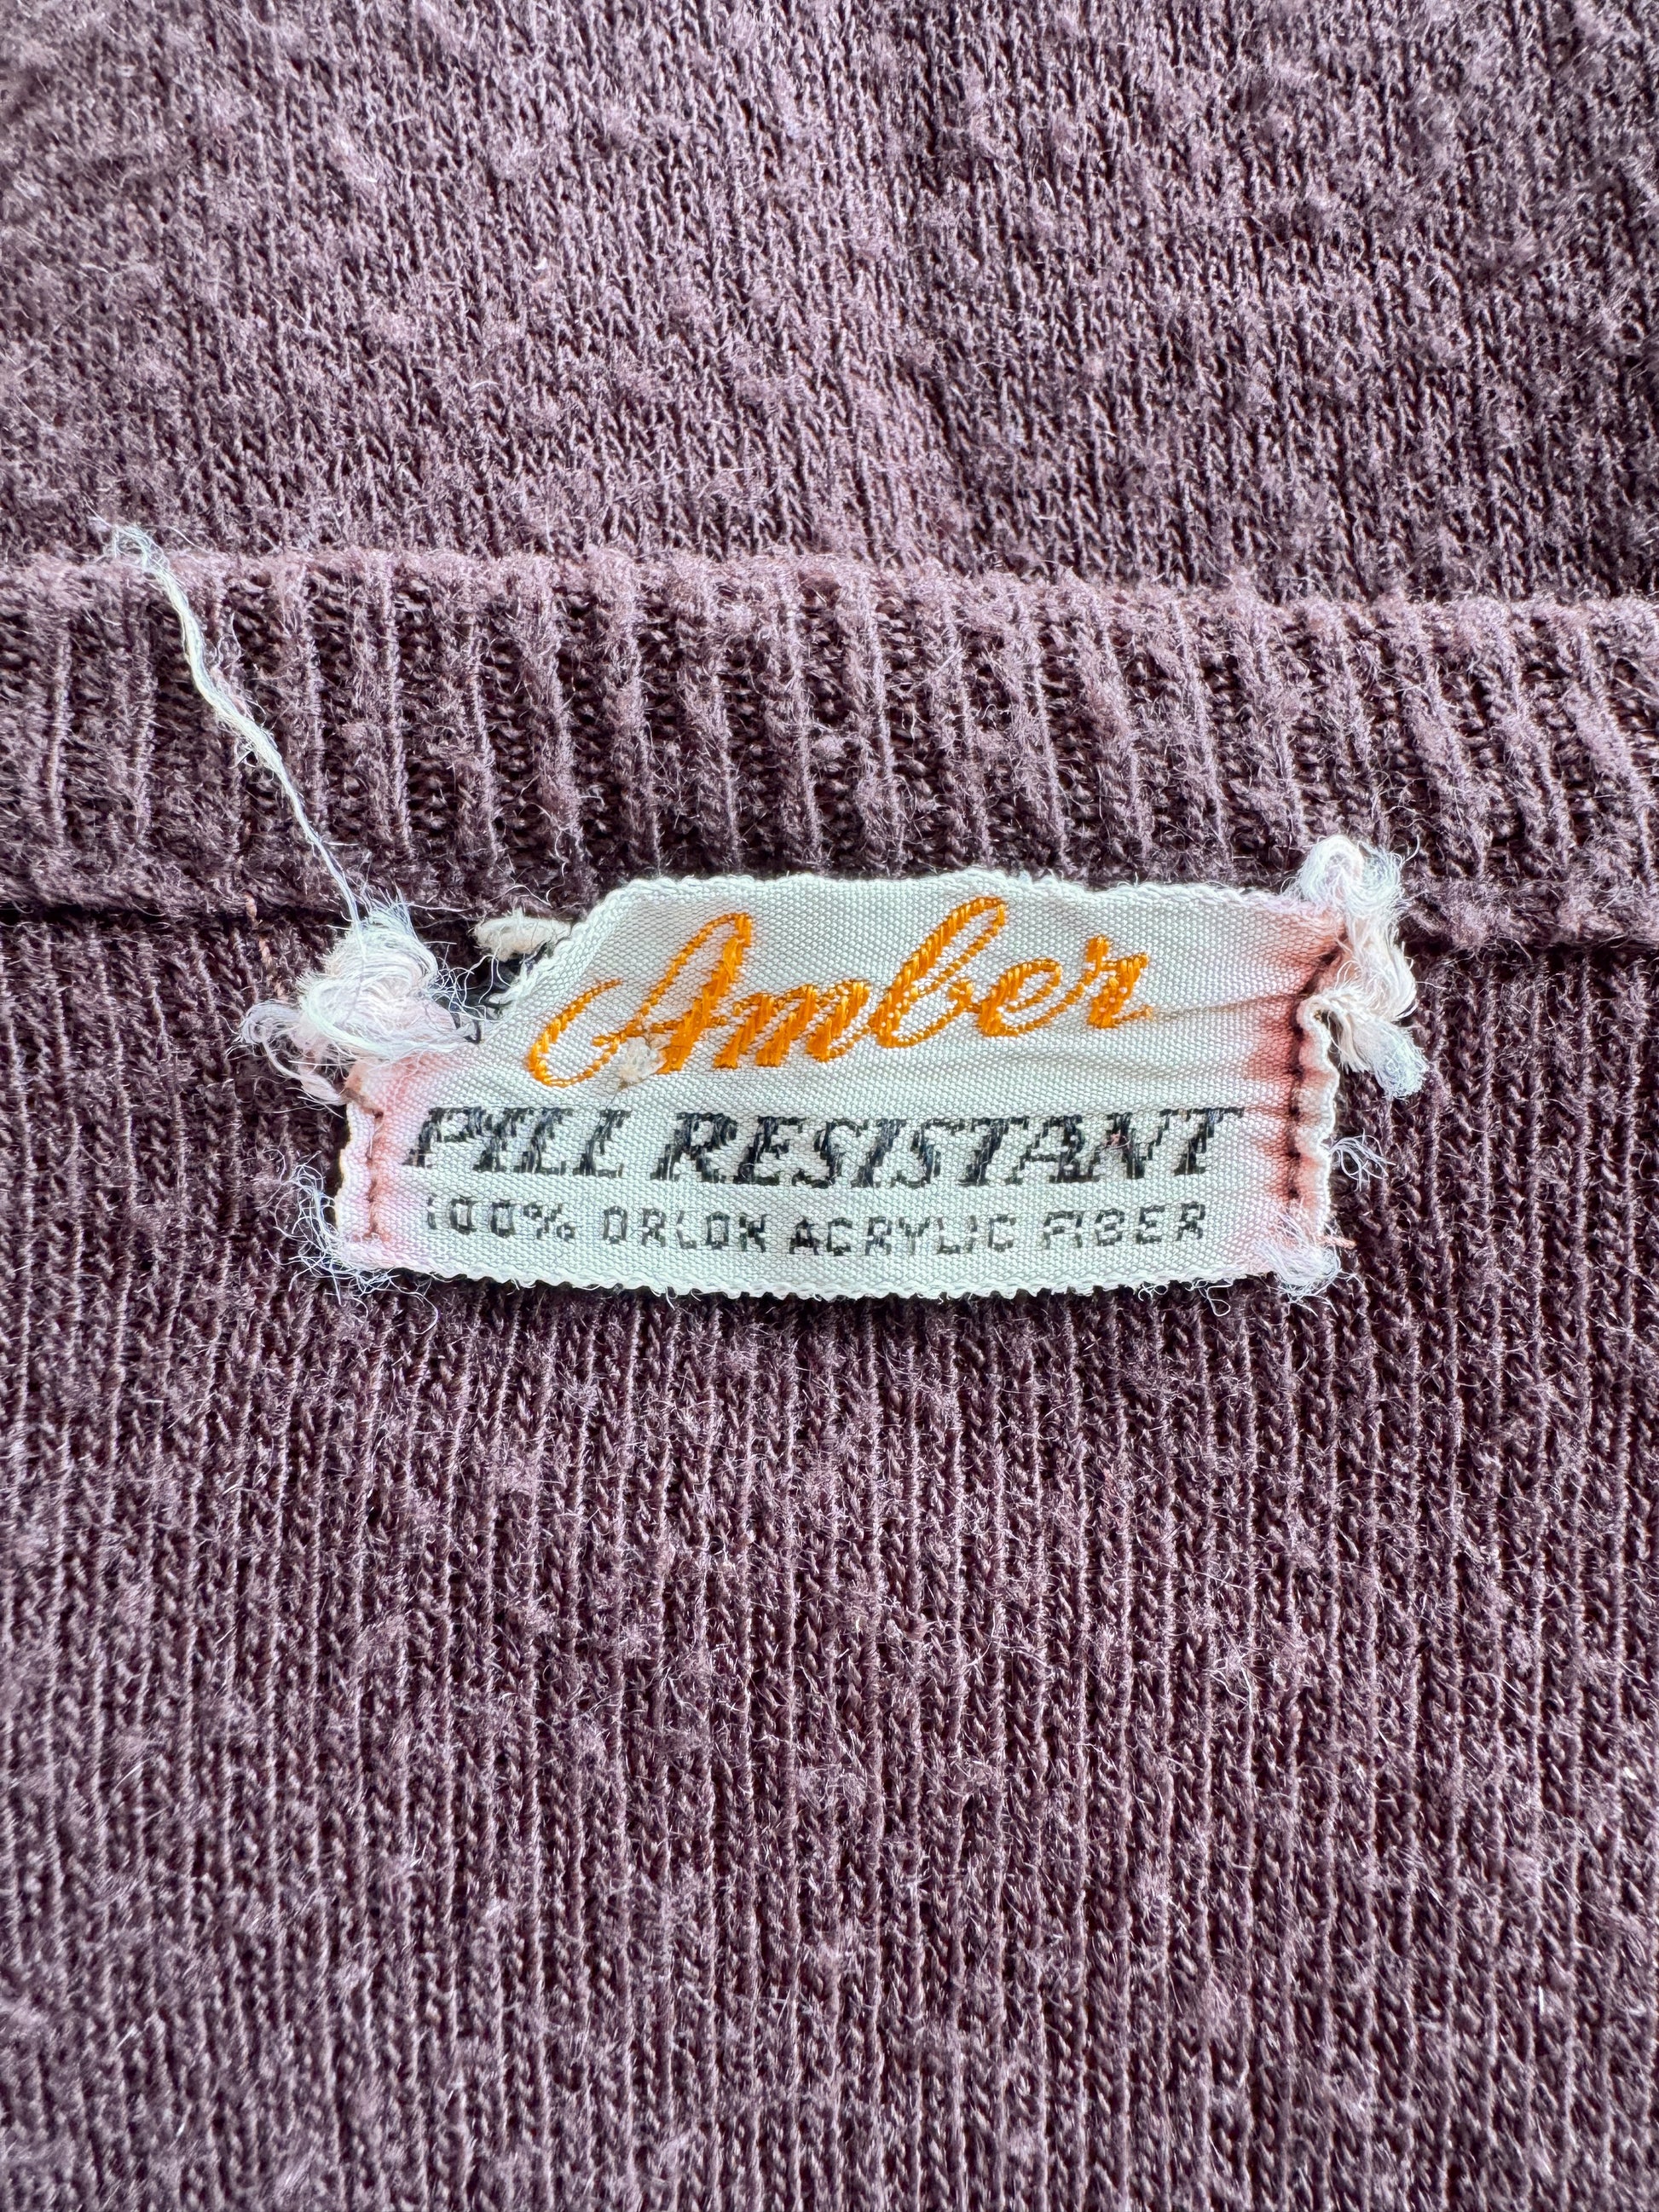 Amber
PILL RESISTANT
100% ORLON ACRYLIC FIBER